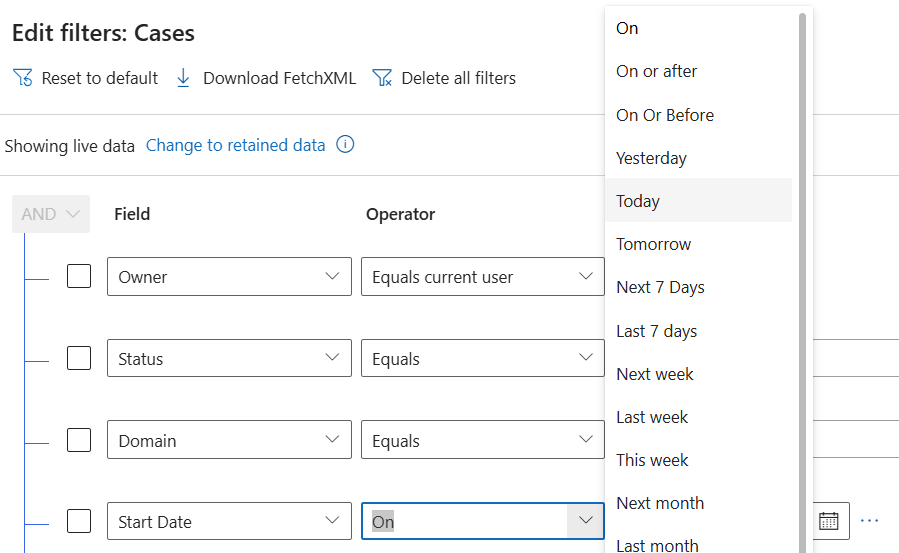 Edit filters: Cases
Reset to default Download FetchXML Delete all filters
Showing live data Change to retained data
AND Field Operator
Owner Equals current user
Status Equals
Domain Equals
Start Date On
On
On or after
On Or Before
Yesterday
Today
Tomorrow
Next 7 Days
Last 7 days
Next week
Last week
This week
Next month
Last month